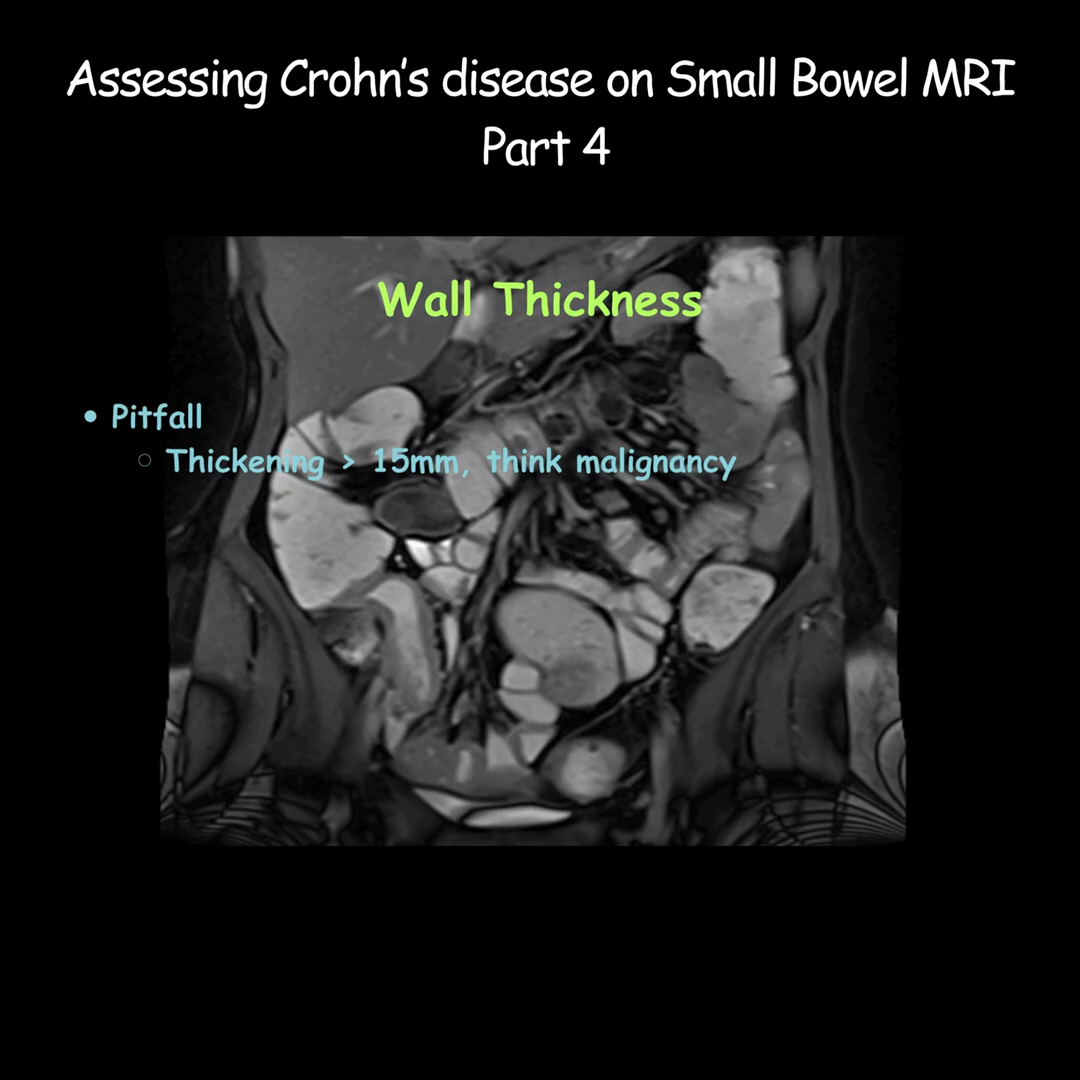 Assessing Crohn's disease on Small Bowel MRI
Part 4
Wall Thickness
• Pitfall
○ Thickening > 15mm, think malignancy